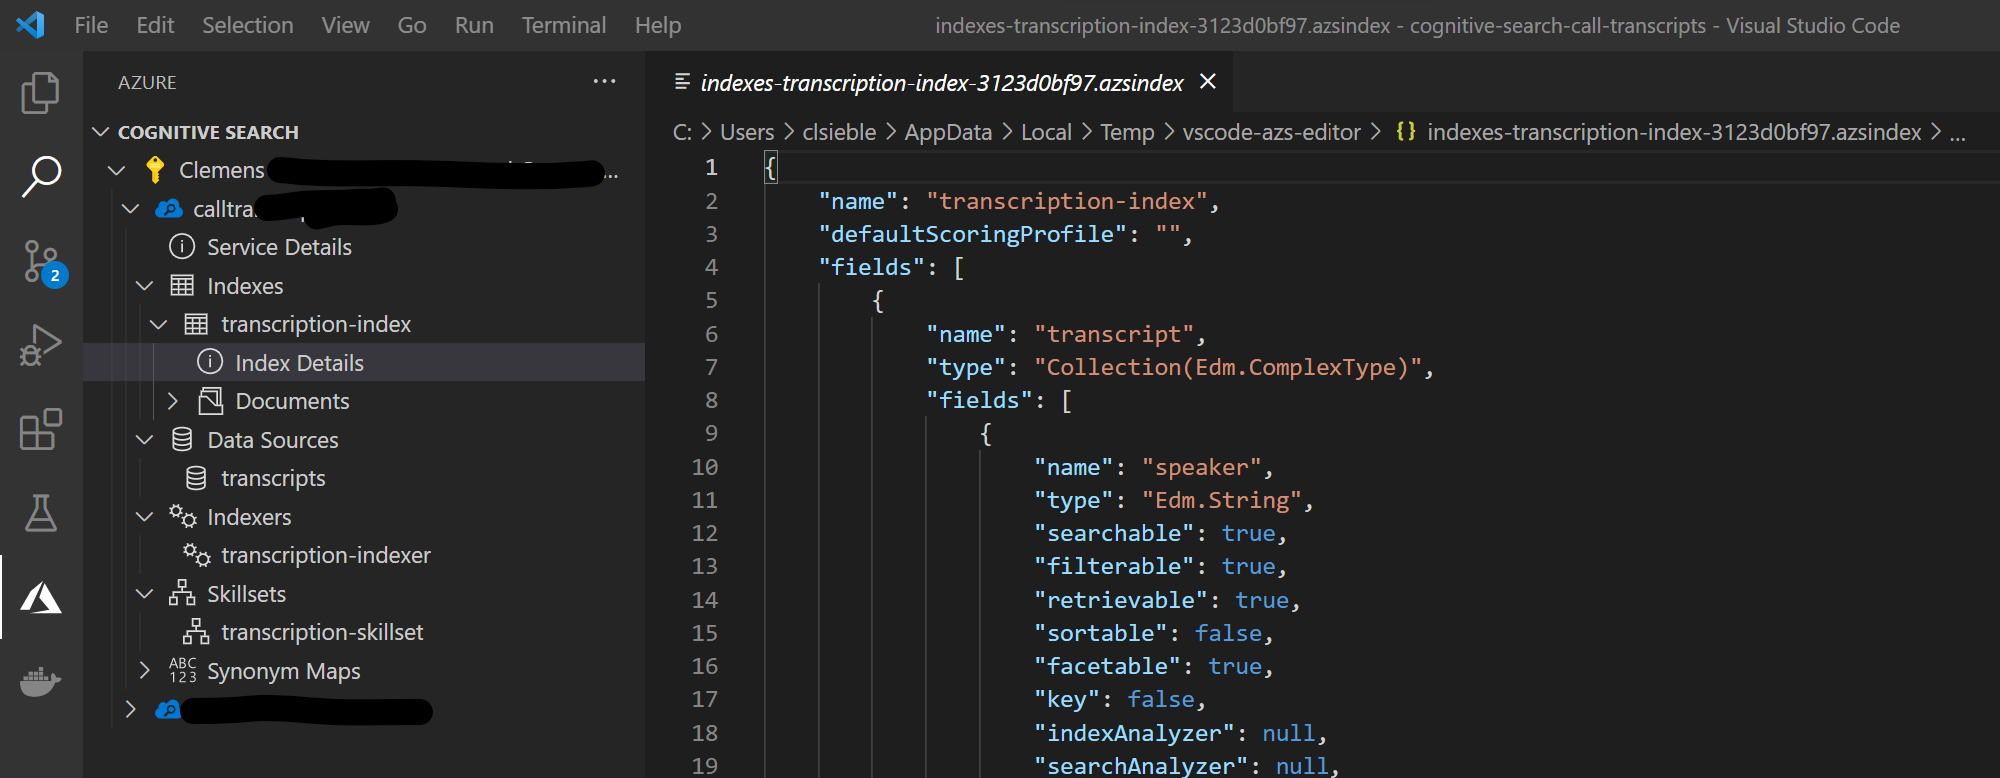 File Edit Selection View Go Run Terminal Help
indexes-transcription-index-3123d0bf97.azsindex - cognitive-search-call-transcripts - Visual Studio Code
AZURE
COGNITIVE SEARCH
Clemens ...
calltra
Service Details
Indexes
transcription-index
Index Details
Documents
Data Sources
transcripts
Indexers
transcription-indexer
Skillsets
transcription-skillset
ABC 123 Synonym Maps
2
indexes-transcription-index-3123d0bf97.azsindex
C: > Users > clsieble > AppData > Local > Temp > vscode-azs-editor > {} indexes-transcription-index-3123d0bf97.azsindex > ...
1 {
2 "name": "transcription-index",
3 "defaultScoringProfile": "",
4 "fields": [
5 {
6 "name": "transcript",
7 "type": "Collection(Edm.ComplexType)",
8 "fields": [
9 {
10 "name": "speaker",
11 "type": "Edm.String",
12 "searchable": true,
13 "filterable": true,
14 "retrievable": true,
15 "sortable": false,
16 "facetable": true,
17 "key": false,
18 "indexAnalyzer": null,
19 "searchAnalyzer": null,